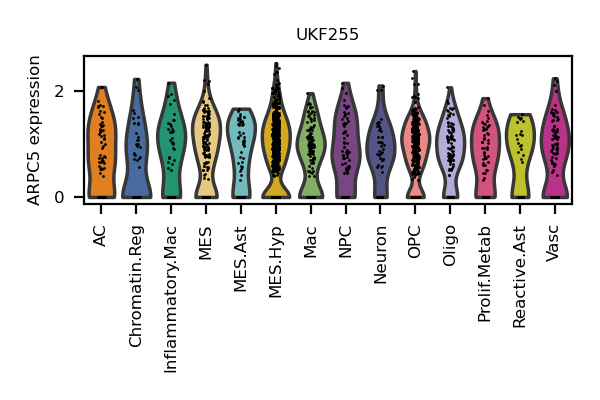 UKF255
ARPC5 expression
2
0
AC
Chromatin.Reg
Inflammatory.Mac
MES
MES.Ast
MES.Hyp
Mac
NPC
Neuron
OPC
Oligo
Prolif.Metab
Reactive.Ast
Vasc